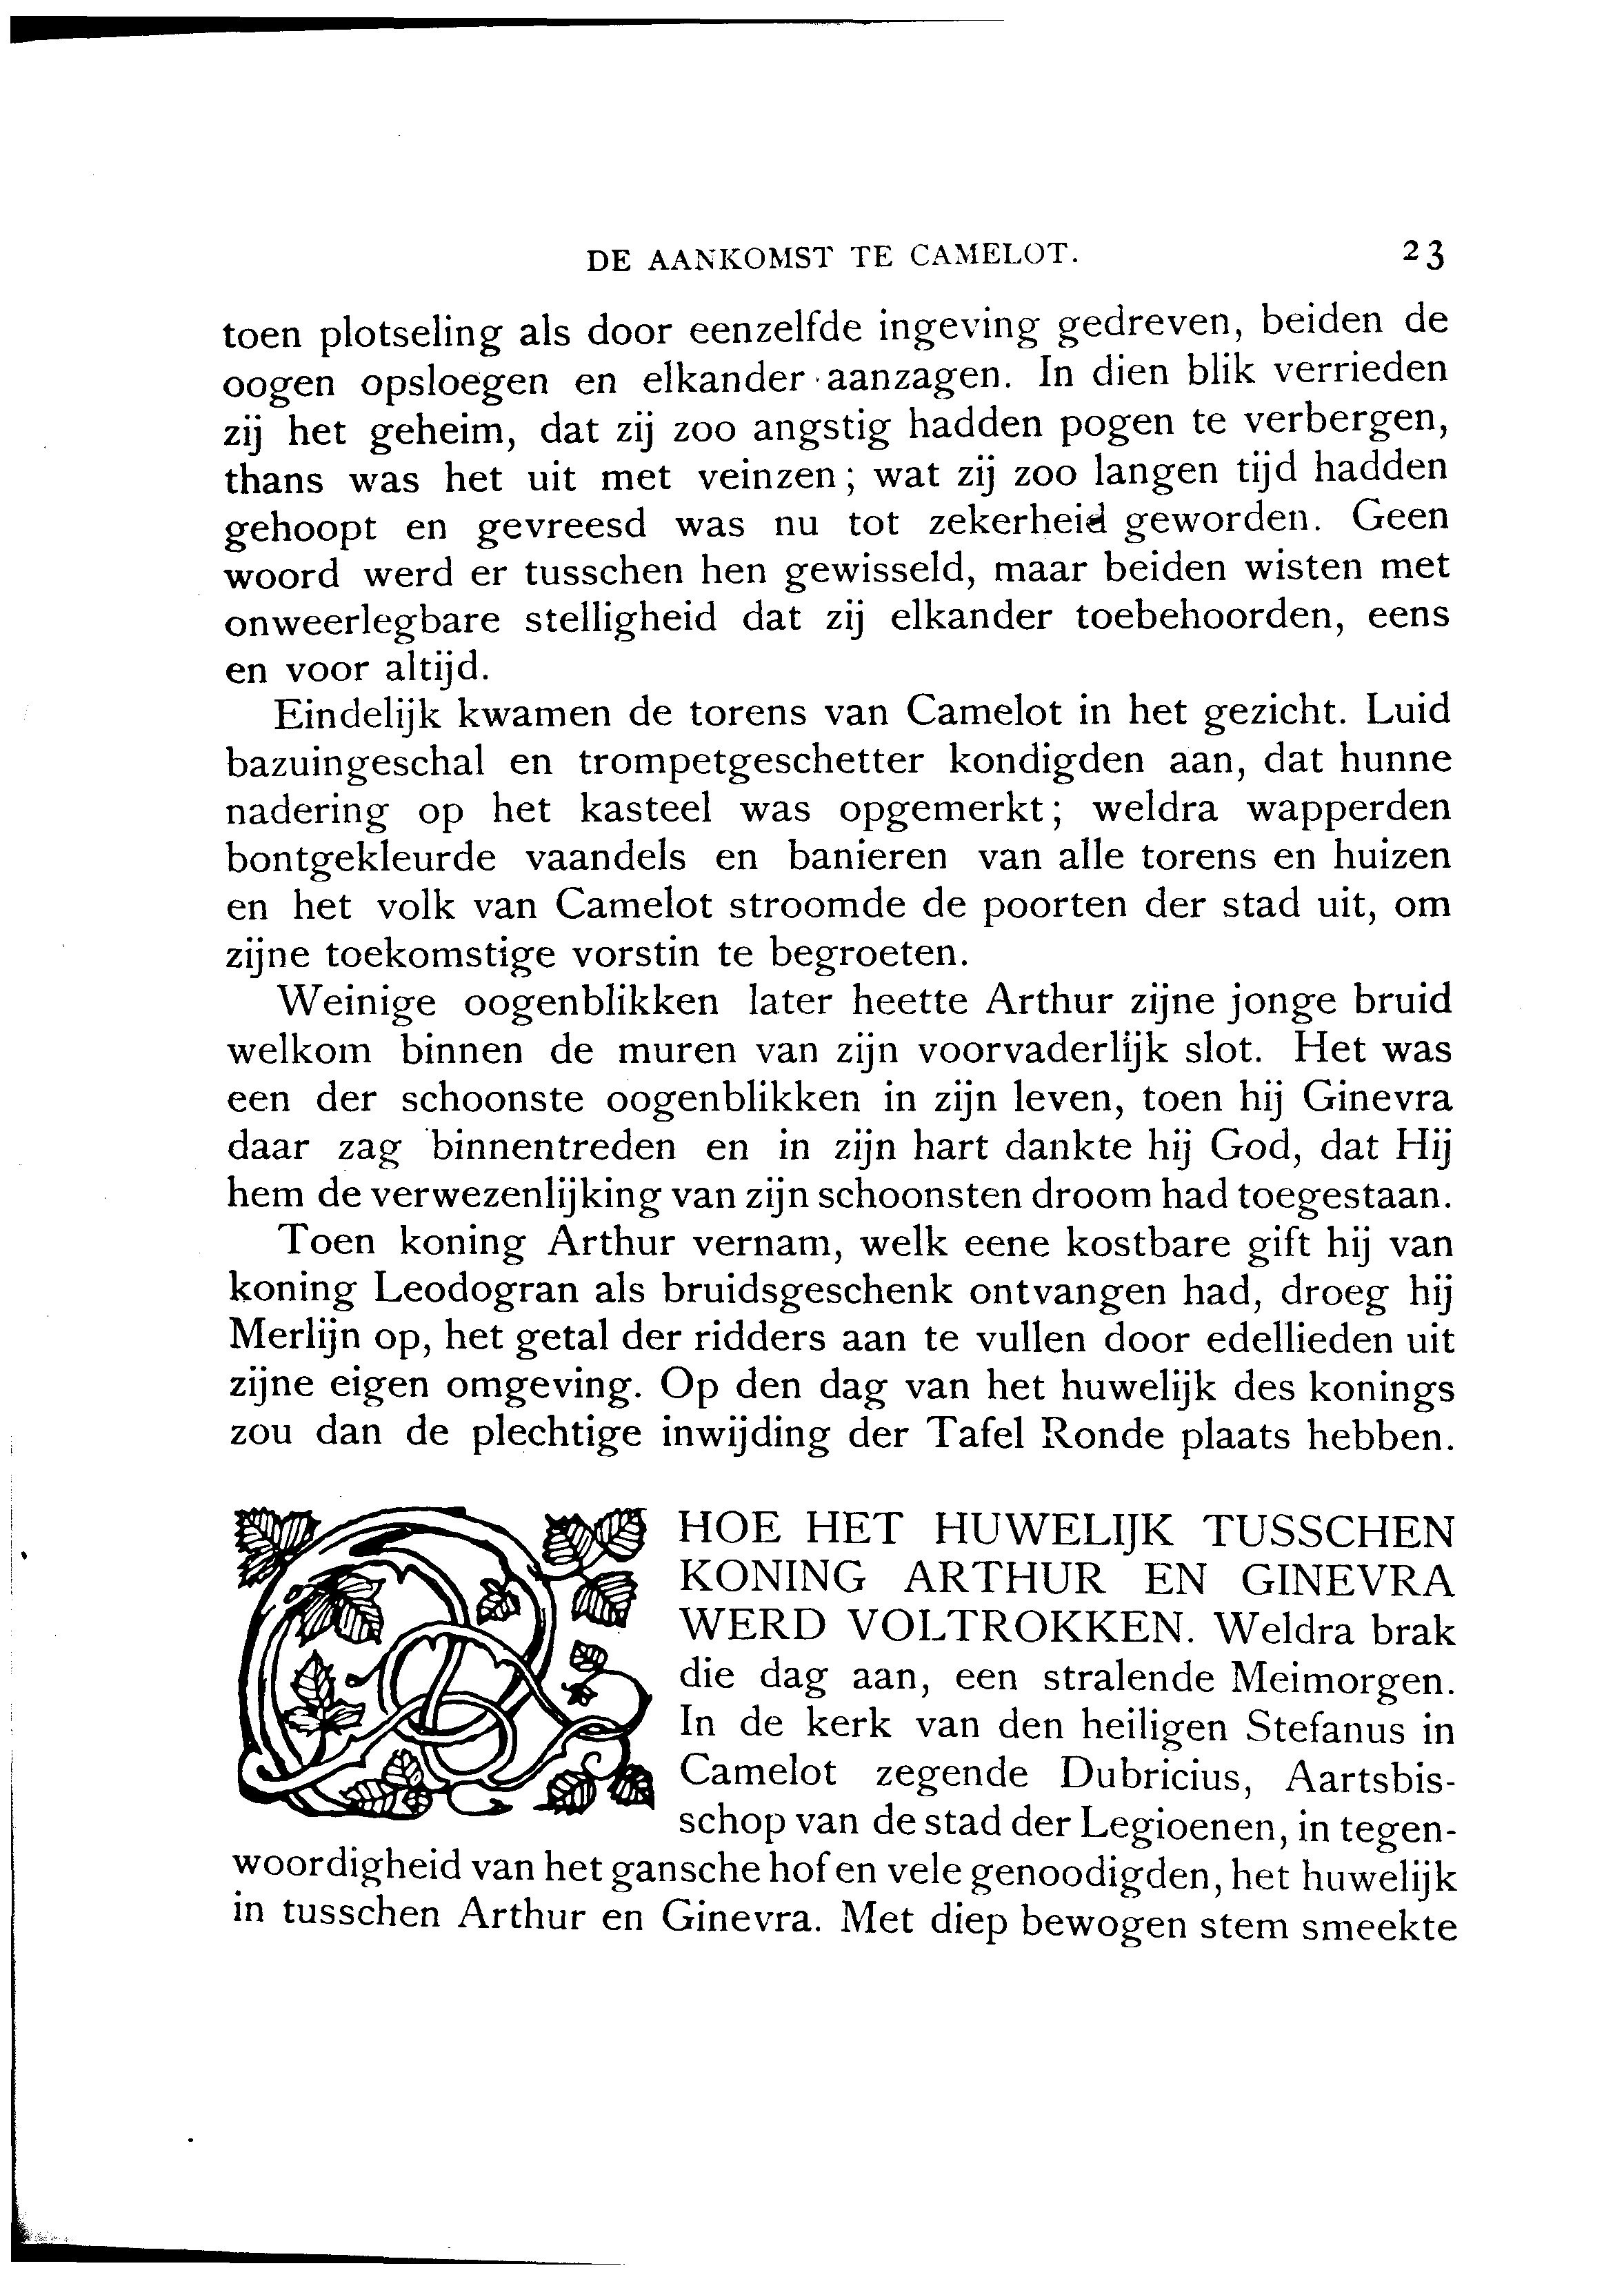 DE AANKOMST TE CAMELOT. 23
toen plotseling als door eenzelfde ingeving gedreven, beiden de
oogen opsloegen en elkander aanzagen. In dien blik verrieden
zij het geheim, dat zij zoo angstig hadden pogen te verbergen,
thans was het uit met veinzen; wat zij zoo langen tijd hadden
gehoopt en gevreesd was nu tot zekerheid geworden. Geen
woord werd er tusschen hen gewisseld, maar beiden wisten met
onweerlegbare stelligheid dat zij elkander toebehoorden, eens
en voor altijd.
Eindelijk kwamen de torens van Camelot in het gezicht. Luid
bazuingeschal en trompetgeschetter kondigden aan, dat hunne
nadering op het kasteel was opgemerkt; weldra wapperden
bontgekleurde vaandels en banieren van alle torens en huizen
en het volk van Camelot stroomde de poorten der stad uit, om
zijne toekomstige vorstin te begroeten.
Weinige oogenblikken later heette Arthur zijne jonge bruid
welkom binnen de muren van zijn voorvaderlijk slot. Het was
een der schoonste oogenblikken in zijn leven, toen hij Ginevra
daar zag binnentreden en in zijn hart dankte hij God, dat Hij
hem de verwezenlijking van zijn schoonsten droom had toegestaan.
Toen koning Arthur vernam, welk eene kostbare gift hij van
koning Leodogran als bruidsgeschenk ontvangen had, droeg hij
Merlijn op, het getal der ridders aan te vullen door edellieden uit
zijne eigen omgeving. Op den dag van het huwelijk des konings
zou dan de plechtige inwijding der Tafel Ronde plaats hebben.
HOE HET HUWELIJK TUSSCHEN
KONING ARTHUR EN GINEVRA
WERD VOLTROKKEN. Weldra brak
die dag aan, een stralende Meimorgen.
In de kerk van den heiligen Stefanus in
Camelot zegende Dubricius, Aartsbis-
schop van de stad der Legioenen, in tegen-
woordigheid van het gansche hof en vele genoodigden, het huwelijk
in tusschen Arthur en Ginevra. Met diep bewogen stem smeekte